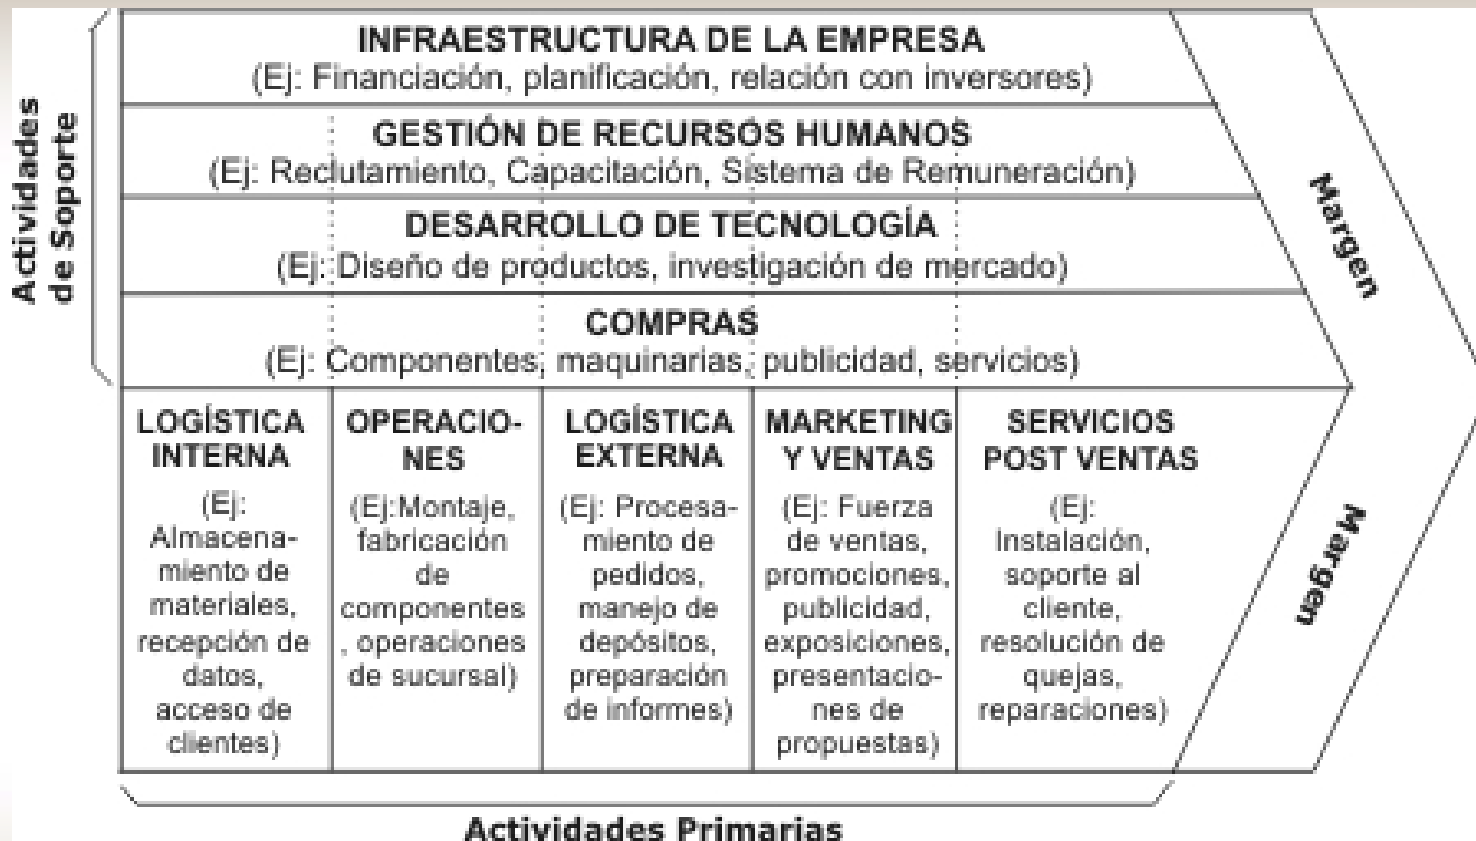 Actividades
de Soporte
INFRAESTRUCTURA DE LA EMPRESA
(Ej: Financiación, planificación, relación con inversores)
GESTIÓN DE RECURSOS HUMANOS
(Ej: Reclutamiento, Capacitación, Sistema de Remuneración)
DESARROLLO DE TECNOLOGÍA
(Ej: Diseño de productos, investigación de mercado)
COMPRAS
(Ej: Componentes, maquinarias, publicidad, servicios)
LOGÍSTICA
INTERNA
(Ej:
Almacena-
miento de
materiales,
recepción de
datos,
acceso de
clientes)
OPERACIO-
NES
(Ej:Montaje,
fabricación
de
componentes
, operaciones
de sucursal)
LOGÍSTICA
EXTERNA
(Ej: Procesa-
miento de
pedidos,
manejo de
depósitos,
preparación
de informes)
MARKETING
Y VENTAS
(Ej: Fuerza
de ventas,
promociones,
publicidad,
exposiciones,
presentacio-
nes de
propuestas)
SERVICIOS
POST VENTAS
(Ej:
Instalación,
soporte al
cliente,
resolución de
quejas,
reparaciones)
Margen
Margen
Actividades Primarias